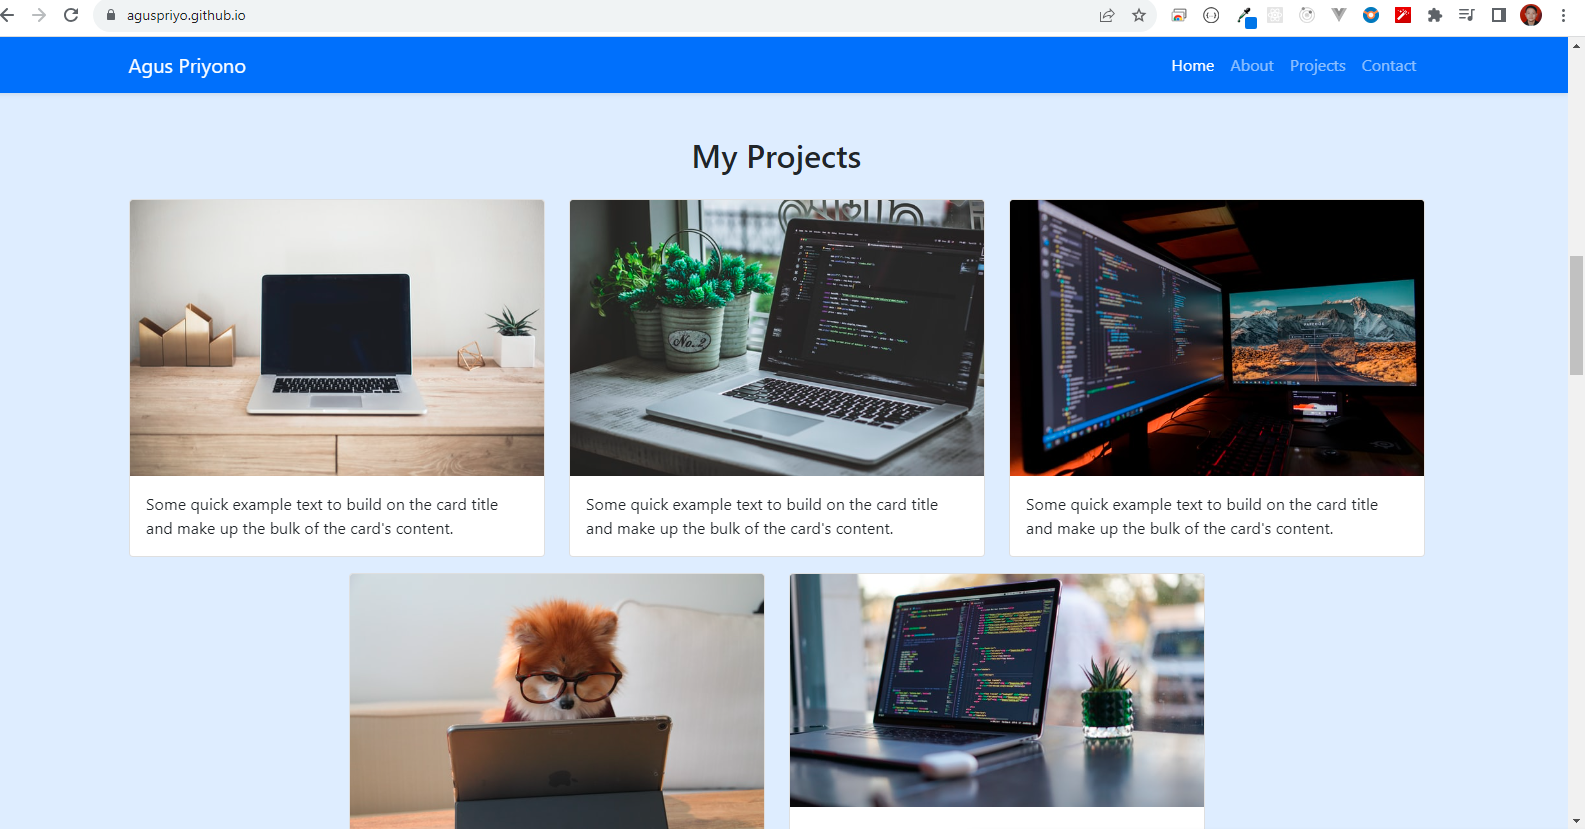 aguspriyo.github.io
Agus Priyono
Home About Projects Contact
My Projects
No. 2
Some quick example text to build on the card title
and make up the bulk of the card's content.
Some quick example text to build on the card title
and make up the bulk of the card's content.
Some quick example text to build on the card title
and make up the bulk of the card's content.